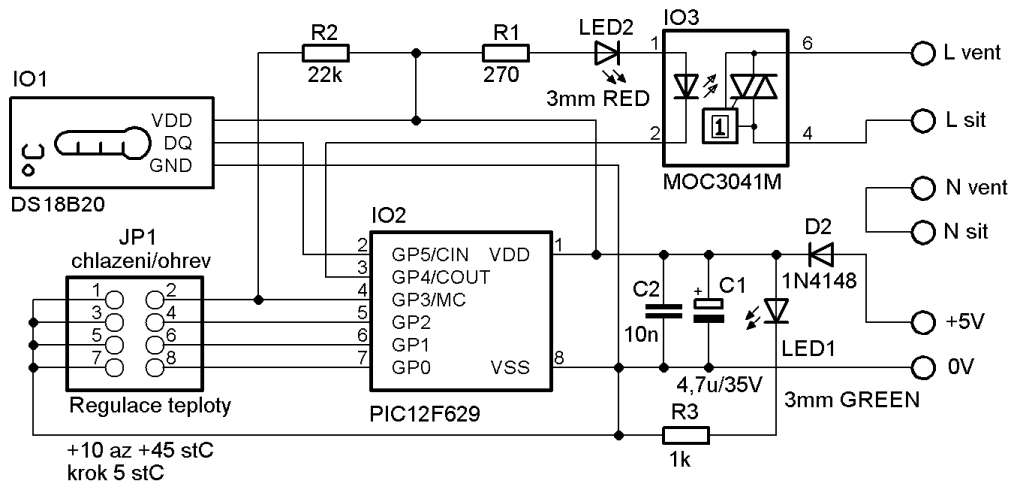 IO1
VDD
DQ
GND
°C
DS18B20
R2
22k
R1
270
LED2
3mm RED
IO3
1
2
6
4
1
MOC3041M
L vent
L sit
N vent
N sit
+5V
0V
JP1
chlazeni/ohrev
1 2
3 4
5 6
7 8
Regulace teploty
+10 az +45 stC
krok 5 stC
IO2
2 GP5/CIN VDD 1
3 GP4/COUT
4 GP3/MC
5 GP2
6 GP1
7 GP0 VSS 8
PIC12F629
C2
10n
+ C1
4,7u/35V
D2
1N4148
LED1
3mm GREEN
R3
1k